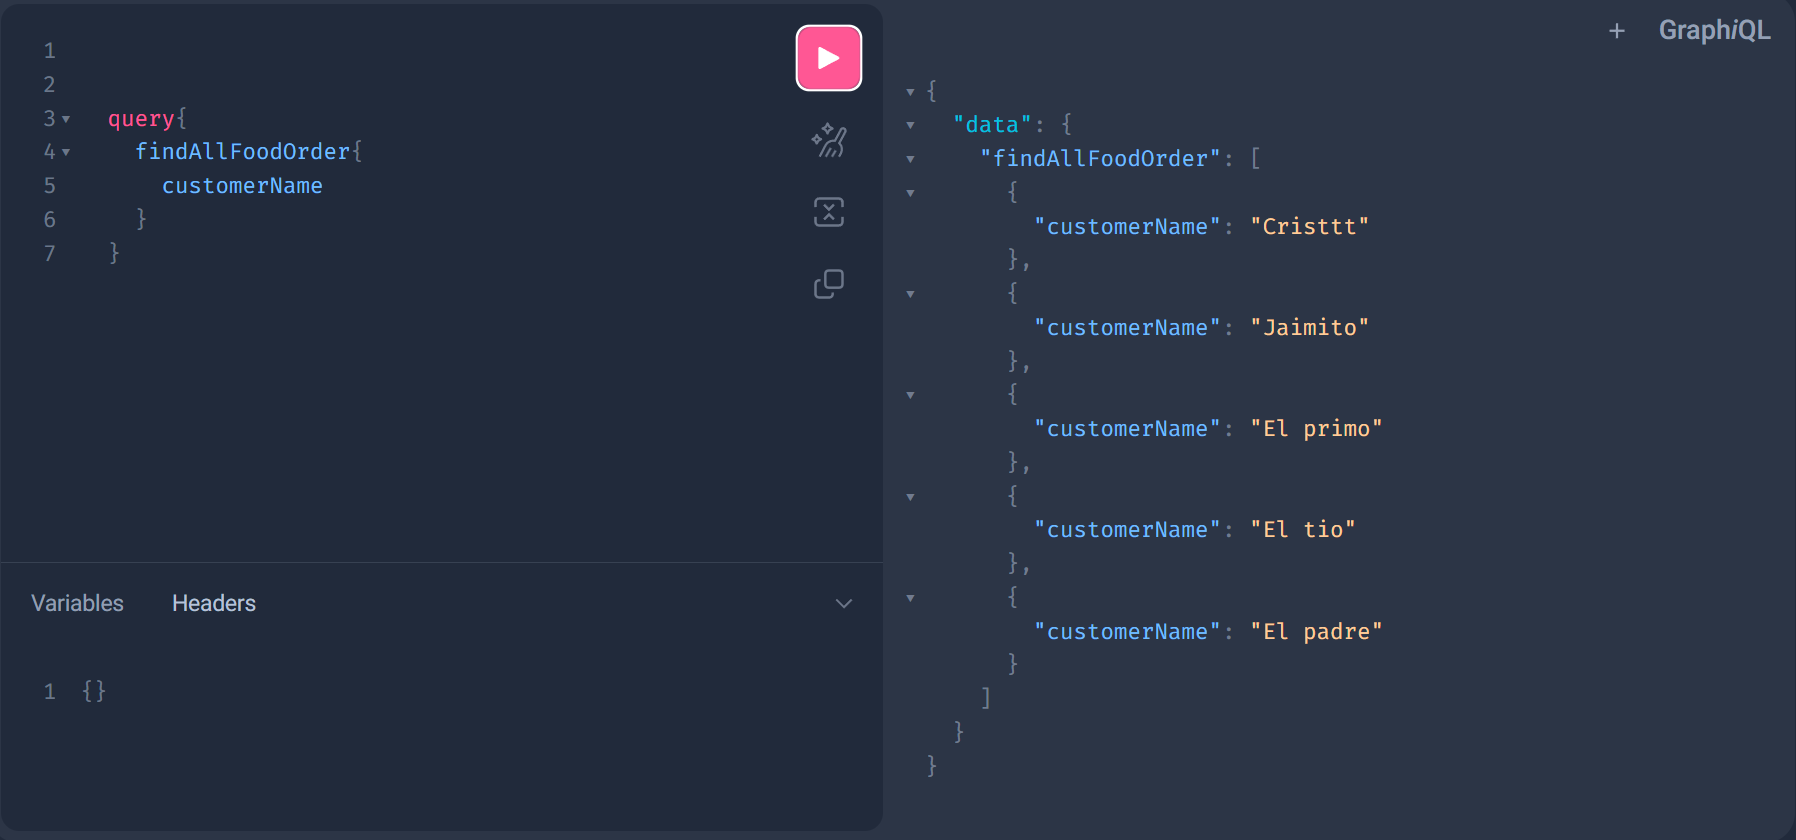 1
2
3 query{
4 findAllFoodOrder{
5 customerName
6 }
7 }
Variables Headers
1 {}
+ GraphiQL
{
"data": {
"findAllFoodOrder": [
{
"customerName": "Cristtt"
},
{
"customerName": "Jaimito"
},
{
"customerName": "El primo"
},
{
"customerName": "El tio"
},
{
"customerName": "El padre"
}
]
}
}